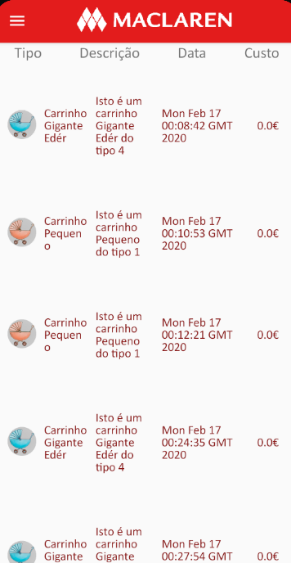 MACLAREN
Tipo Descrição Data Custo
Carrinho Gigante Edér
Isto é um carrinho Gigante Edér do tipo 4
Mon Feb 17 00:08:42 GMT 2020
0.0€
Carrinho Pequen o
Isto é um carrinho Pequeno do tipo 1
Mon Feb 17 00:10:53 GMT 2020
0.0€
Carrinho Pequen o
Isto é um carrinho Pequeno do tipo 1
Mon Feb 17 00:12:21 GMT 2020
0.0€
Carrinho Gigante Edér
Isto é um carrinho Gigante Edér do tipo 4
Mon Feb 17 00:24:35 GMT 2020
0.0€
Carrinho Gigante
Isto é um carrinho Gigante
Mon Feb 17 00:27:54 GMT
0.0€